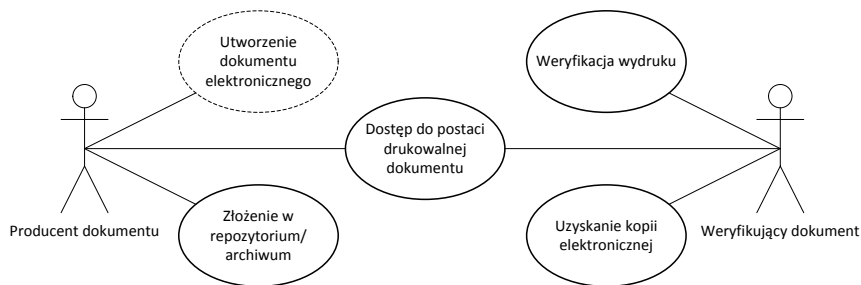 Utworzenie
dokumentu
elektronicznego
Weryfikacja wydruku
Dostęp do postaci
drukowalnej
dokumentu
Producent dokumentu
Złożenie w
repozytorium/
archiwum
Uzyskanie kopii
elektronicznej
Weryfikujący dokument